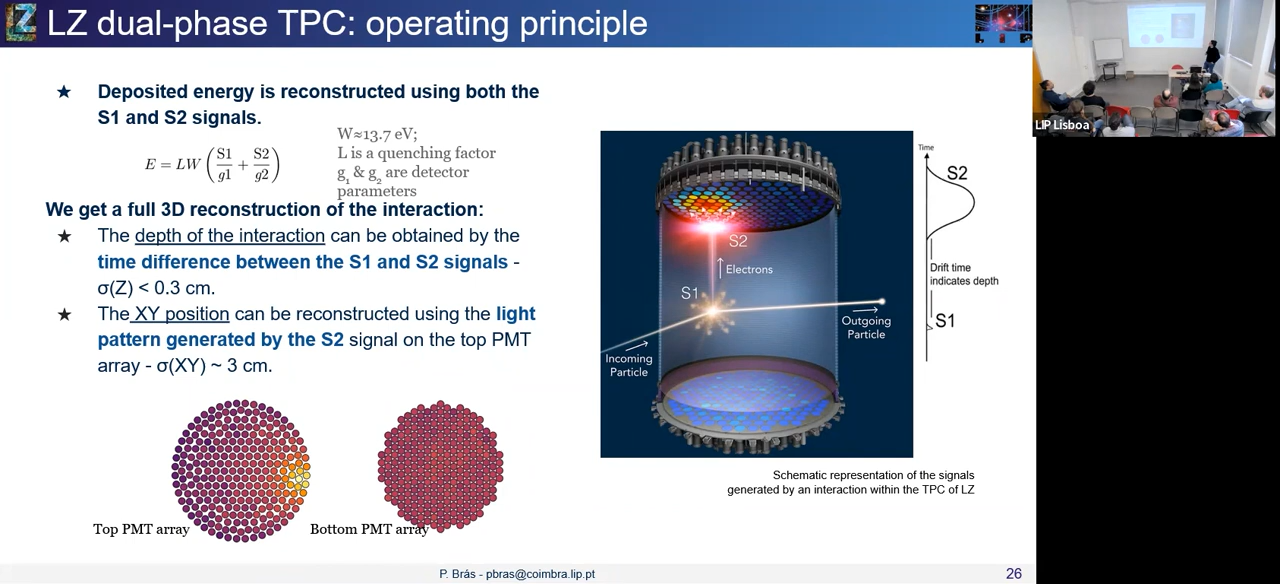 LZ dual-phase TPC: operating principle
★ Deposited energy is reconstructed using both the
S1 and S2 signals.
E = LW (S1/g1 + S2/g2)
W≈13.7 eV;
L is a quenching factor
g₁ & g₂ are detector
parameters
We get a full 3D reconstruction of the interaction:
★ The depth of the interaction can be obtained by the
time difference between the S1 and S2 signals -
σ(Z) < 0.3 cm.
★ The XY position can be reconstructed using the light
pattern generated by the S2 signal on the top PMT
array - σ(XY) ~ 3 cm.
Top PMT array
Bottom PMT array
S2
Electrons
S1
Outgoing
Particle
Incoming
Particle
Time
S2
Drift time
indicates depth
S1
Schematic representation of the signals
generated by an interaction within the TPC of LZ
P. Brás - pbras@coimbra.lip.pt
26
LIP Lisboa